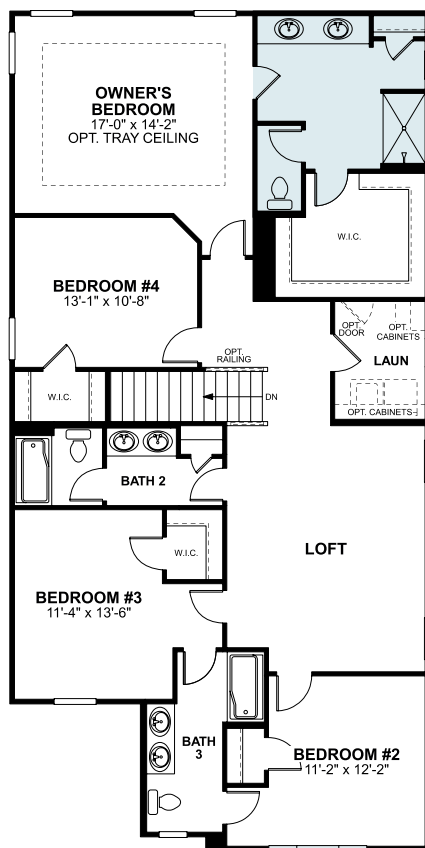 OWNER'S
BEDROOM
17'-0" x 14'-2"
OPT. TRAY CEILING
W.I.C.
BEDROOM #4
13'-1" x 10'-8"
OPT.
DOOR
OPT.
CABINETS
LAUN
OPT. CABINETS
OPT.
RAILING
W.I.C.
DN
BATH 2
LOFT
W.I.C.
BEDROOM #3
11'-4" x 13'-6"
BATH
3
BEDROOM #2
11'-2" x 12'-2"